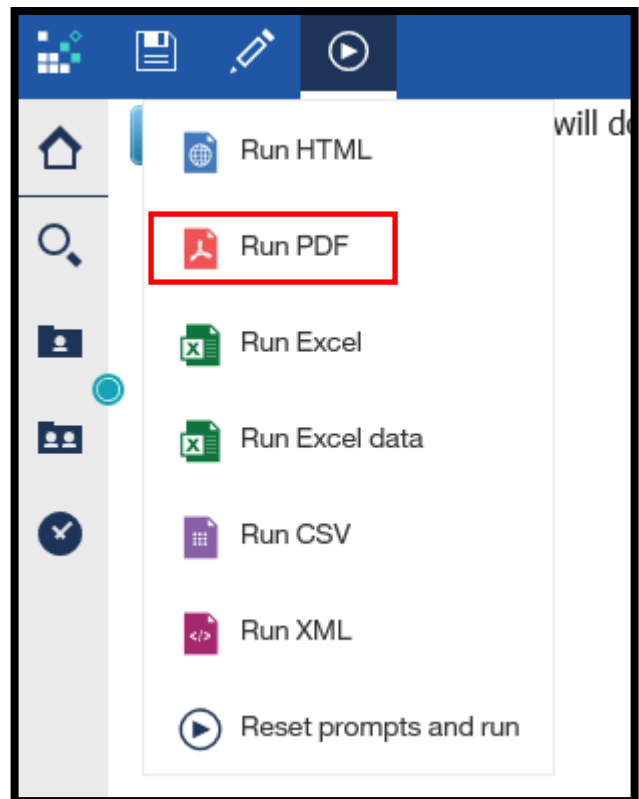 will d
Run HTML
Run PDF
Run Excel
Run Excel data
Run CSV
Run XML
Reset prompts and run